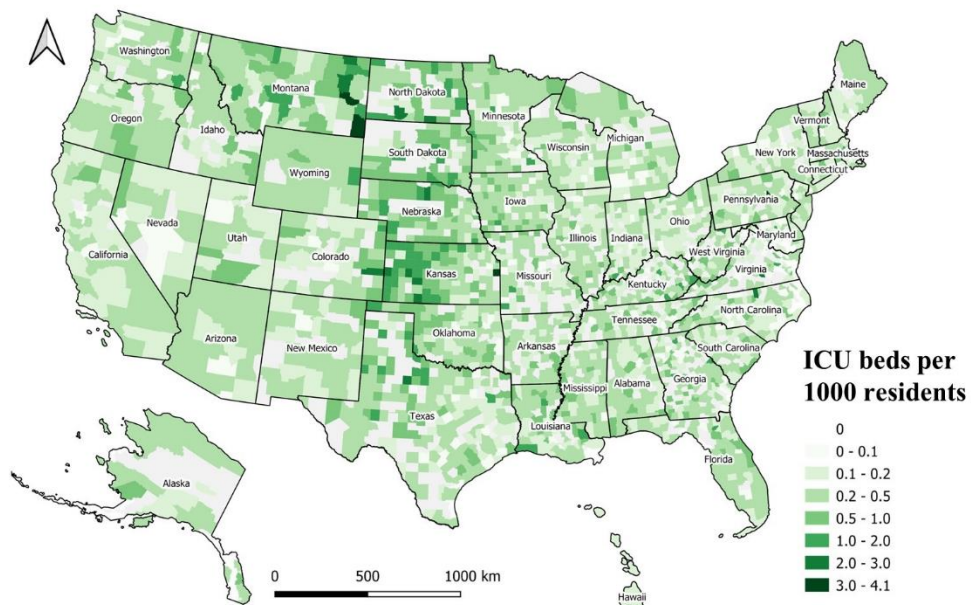 Washington
Maine
Montana
North Dakota
Minnesota
Oregon
Vermont
Idaho
Michigan
Wisconsin
South Dakota
New York
Massachusetts
Wyoming
Connecticut
Iowa
Pennsylvania
Nebraska
Nevada
Ohio
Maryland
Utah
Illinois
Indiana
Colorado
West Virginia
California
Kansas
Missouri
Virginia
Kentucky
North Carolina
Tennessee
Oklahoma
Arizona
New Mexico
Arkansas
South Carolina
ICU beds per
1000 residents
Georgia
Mississippi
Alabama
Texas
Louisiana
0
0 - 0.1
Florida
0.1 - 0.2
Alaska
0.2 - 0.5
0.5 - 1.0
1.0 - 2.0
2.0 - 3.0
3.0 - 4.1
0 500 1000 km
Hawaii